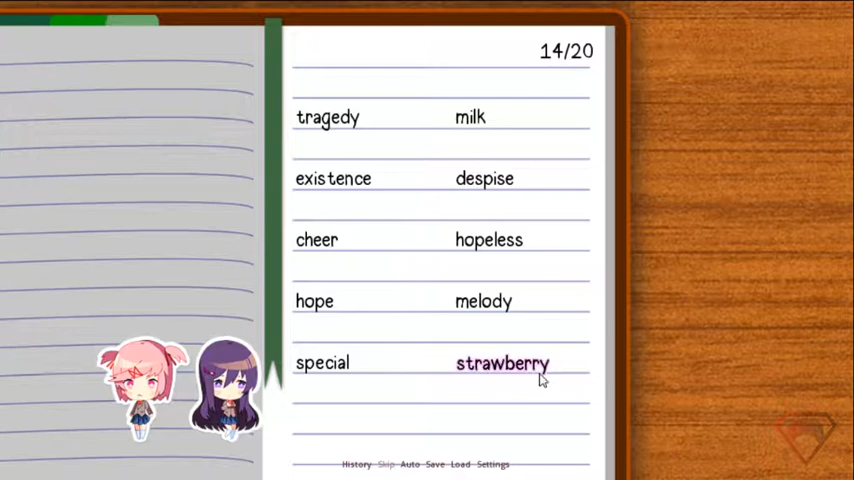 14/20
tragedy milk
existence despise
cheer hopeless
hope melody
special strawberry
History Skip Auto Save Load Settings